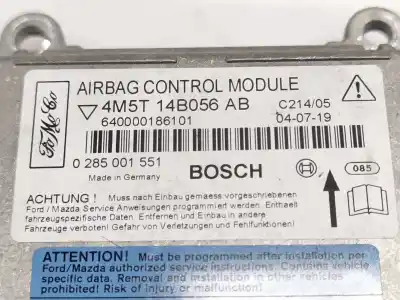 FoMoCo
AIRBAG CONTROL MODULE
4M5T 14B056 AB
C214/05
640000186101
04-07-19
0 285 001 551
Made in Germany
BOSCH
085
ACHTUNG ! Muss nach Einbau gemaess vorgegebener
Ford / Mazda Service Anweisungen programmiert werden. Enthaelt
fahrzeugspezifische Daten. Entfernen und Einbau in andere
Fahrzeuge verboten! Gefahr von Verletzungen und Fehlfunktionen!
ATTENTION! Must be programmed after installation per
Ford/Mazda authorized service instructions. Contains vehicle
specific data. Removal and installation in other vehicles
prohibited! Risk of injury or malfunction!